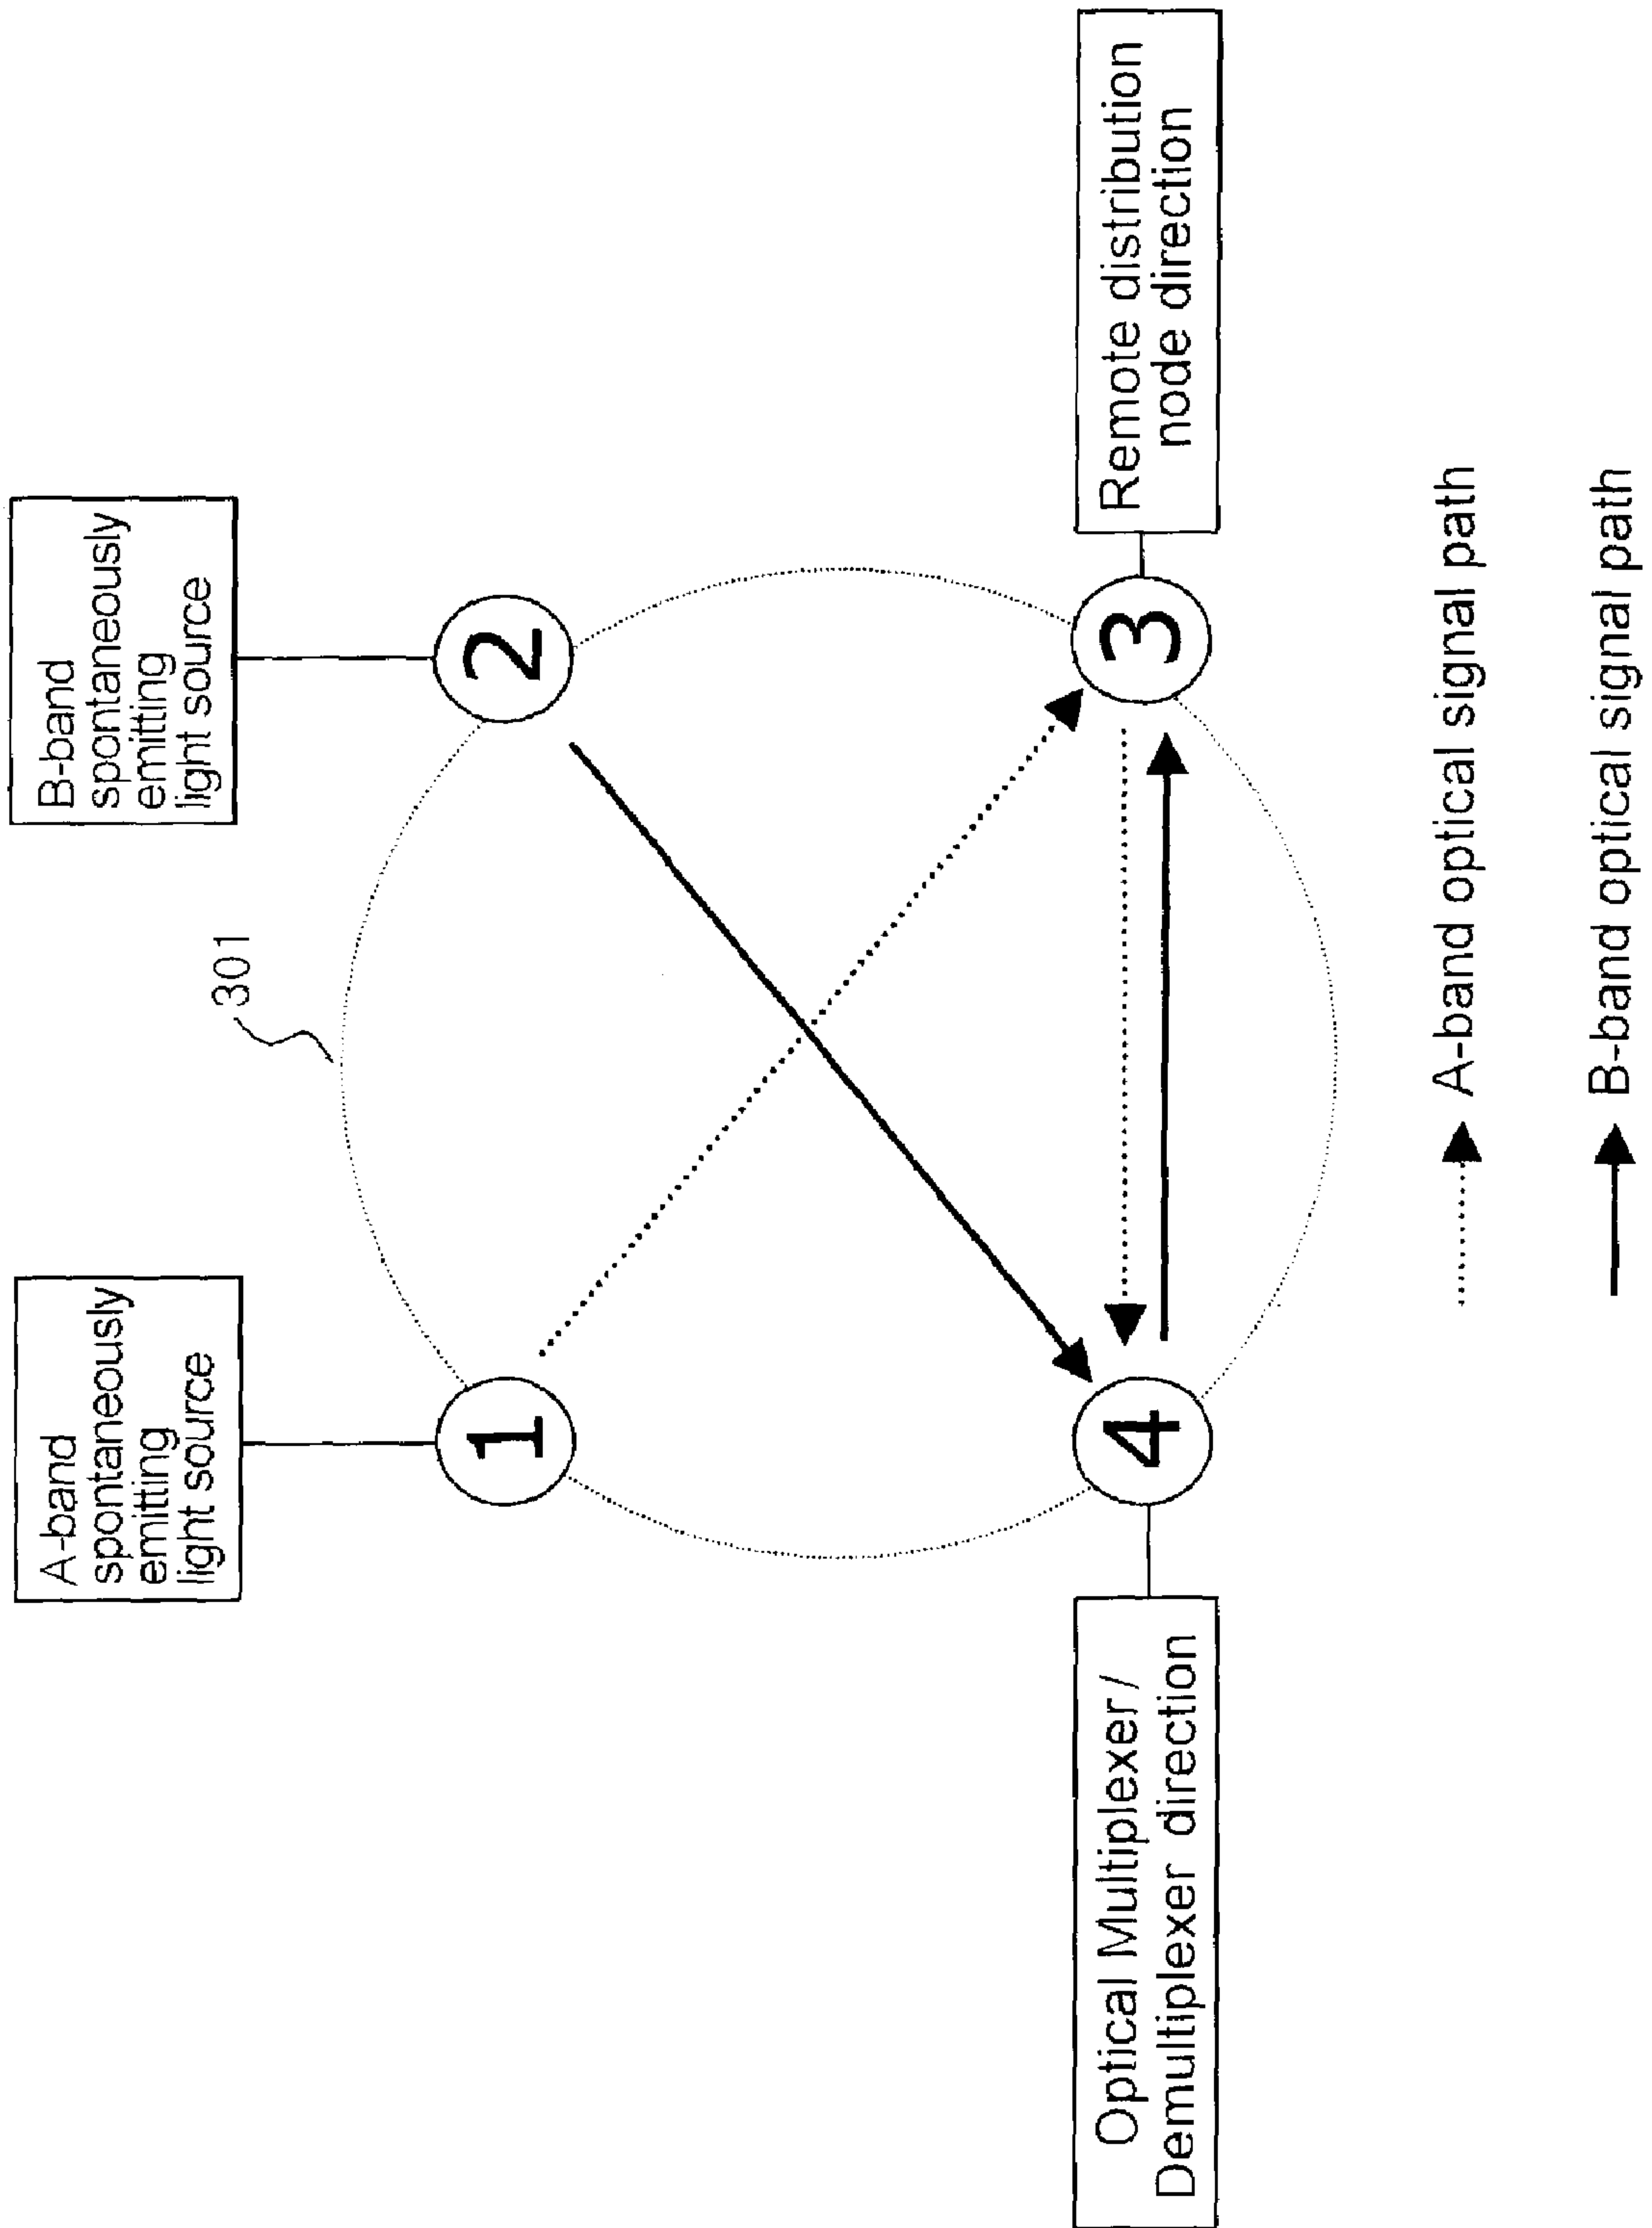 A-band
spontaneously
emitting
light source
B-band
spontaneously
emitting
light source
301
1
2
4
3
Optical Multiplexer /
Demultiplexer direction
Remote distribution
node direction
A-band optical signal path
B-band optical signal path